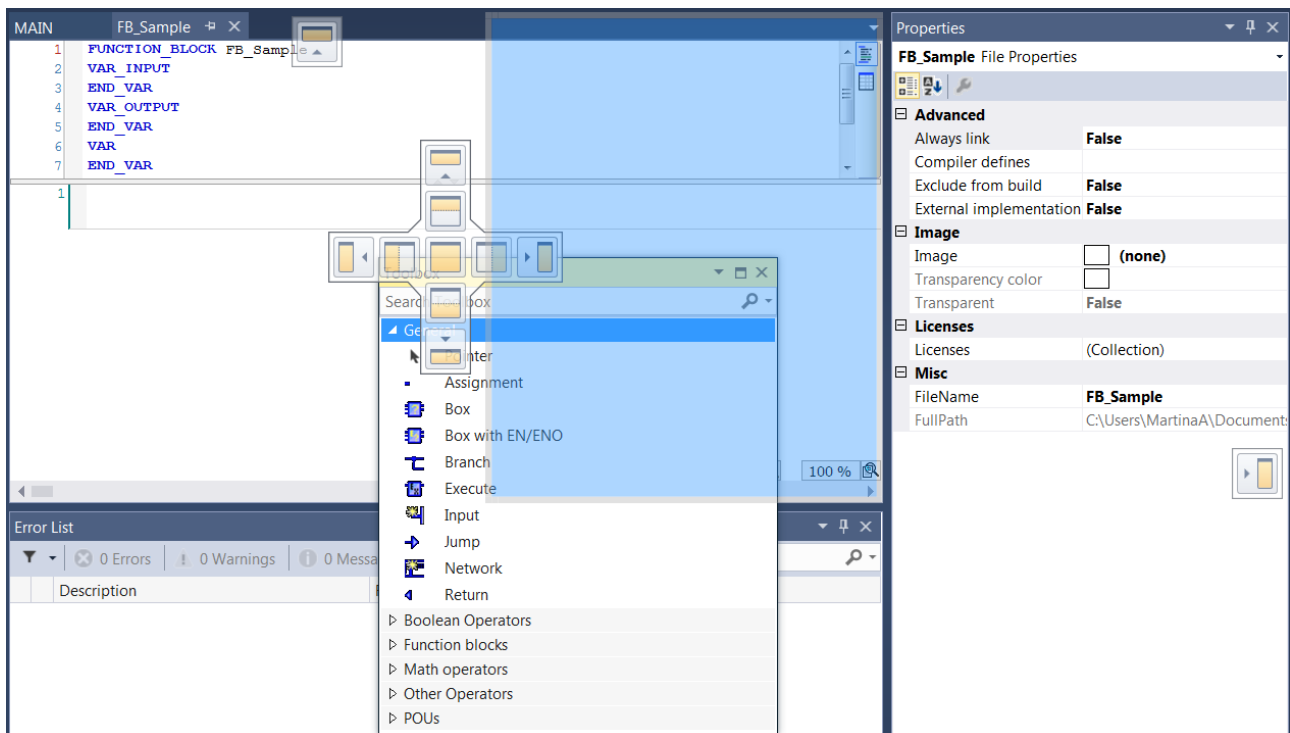 MAIN FB_Sample
1 FUNCTION_BLOCK FB_Sample
2 VAR_INPUT
3 END_VAR
4 VAR_OUTPUT
5 END_VAR
6 VAR
7 END_VAR
1
100 %
Toolbox
Search Toolbox
General
Pointer
Assignment
Box
Box with EN/ENO
Branch
Execute
Input
Jump
Network
Return
Boolean Operators
Function blocks
Math operators
Other Operators
POUs
Error List
0 Errors 0 Warnings 0 Messa
Description
Properties
FB_Sample File Properties
Advanced
Always link False
Compiler defines
Exclude from build False
External implementation False
Image
Image (none)
Transparency color
Transparent False
Licenses
Licenses (Collection)
Misc
FileName FB_Sample
FullPath C:\Users\MartinaA\Document